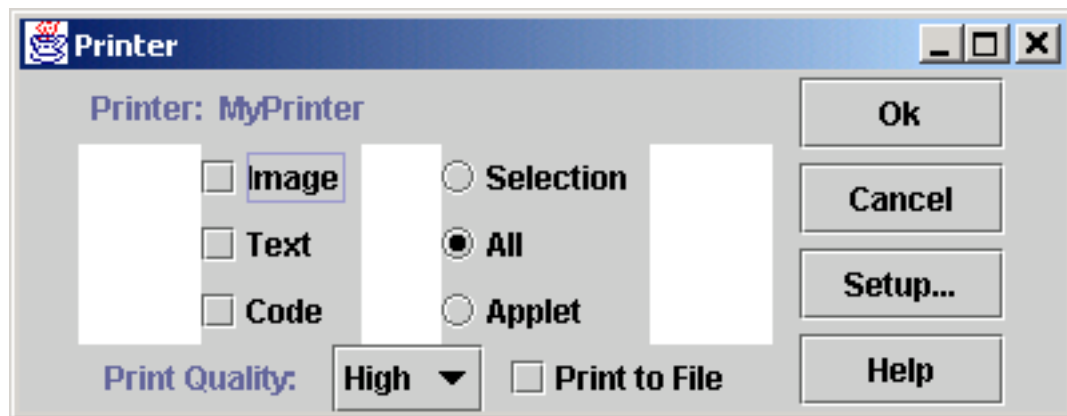 Printer
Printer: MyPrinter
Image
Text
Code
Selection
All
Applet
Print Quality:
High
Print to File
Ok
Cancel
Setup...
Help